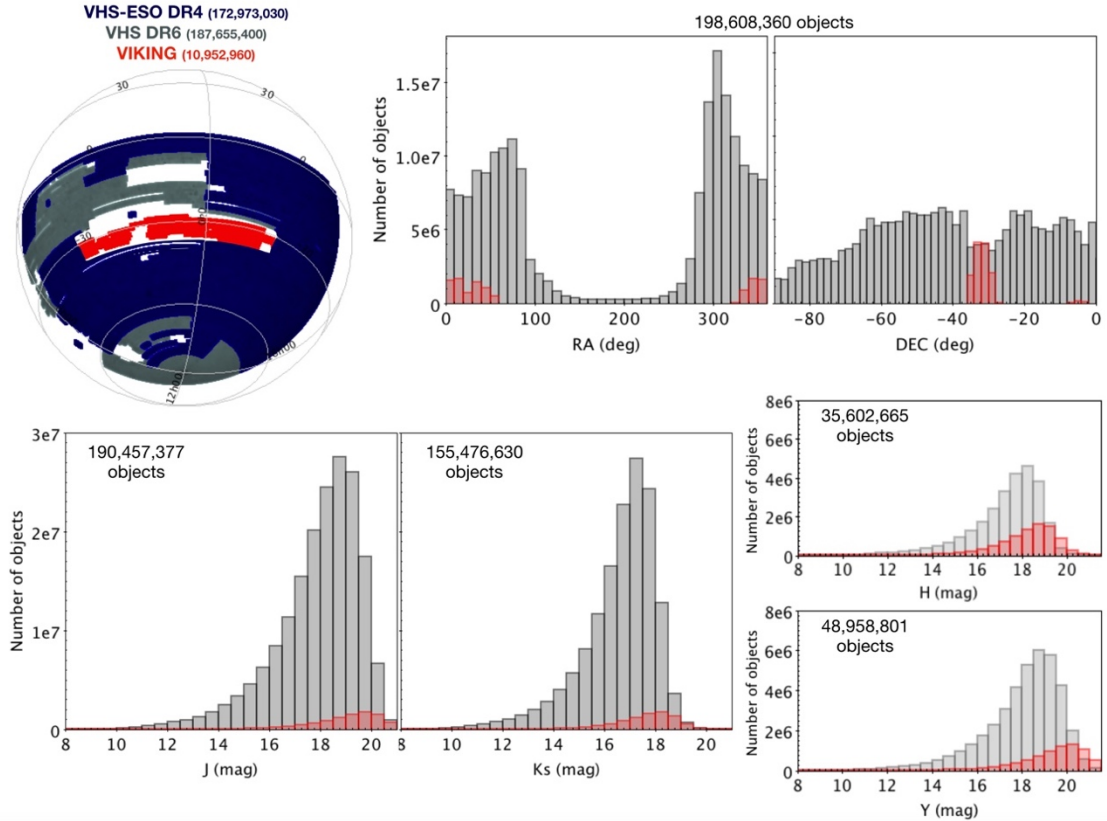 VHS-ESO DR4 (172,973,030)
VHS DR6 (187,655,400)
VIKING (10,952,960)
30
30
0
0
-30
12h00
198,608,360 objects
Number of objects
1.5e7
1.0e7
5e6
0
0 100 200 300
RA (deg)
−80 −60 −40 −20 0
DEC (deg)
190,457,377
objects
Number of objects
3e7
2e7
1e7
0
8 10 12 14 16 18 20
J (mag)
155,476,630
objects
8 10 12 14 16 18 20
Ks (mag)
35,602,665
objects
Number of objects
8e6
6e6
4e6
2e6
0
8 10 12 14 16 18 20
H (mag)
48,958,801
objects
Number of objects
8e6
6e6
4e6
2e6
0
8 10 12 14 16 18 20
Y (mag)